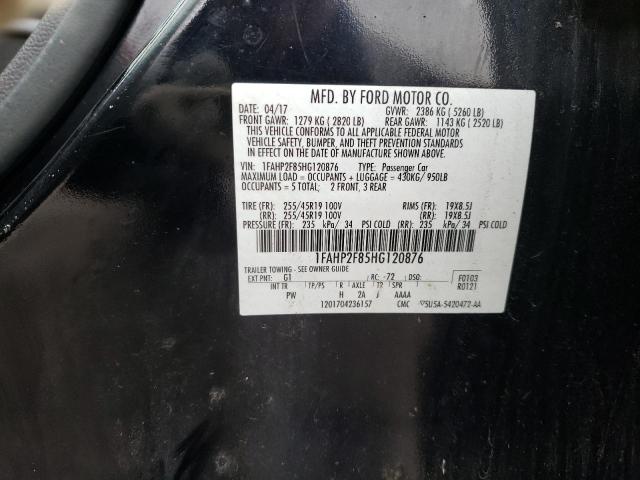 MFD. BY FORD MOTOR CO.
DATE: 04/17 GVWR: 2386 KG ( 5260 LB)
FRONT GAWR: 1279 KG ( 2820 LB) REAR GAWR: 1143 KG ( 2520 LB)
THIS VEHICLE CONFORMS TO ALL APPLICABLE FEDERAL MOTOR
VEHICLE SAFETY, BUMPER, AND THEFT PREVENTION STANDARDS
IN EFFECT ON THE DATE OF MANUFACTURE SHOWN ABOVE.
VIN: 1FAHP2F85HG120876 TYPE: Passenger Car
MAXIMUM LOAD = OCCUPANTS + LUGGAGE = 430KG/ 950LB
OCCUPANTS = 5 TOTAL; 2 FRONT, 3 REAR
TIRE (FR): 255/45R19 100V RIMS (FR): 19X8.5J
(RR): 255/45R19 100V (RR): 19X8.5J
PRESSURE (FR): 235 kPa/ 34 PSI COLD (RR): 235 kPa/ 34 PSI COLD
1FAHP2F85HG120876
TRAILER TOWING - SEE OWNER GUIDE
EXT PNT: G1 RC: -72 DSO: F0103
INT TR TP/PS R AXLE TR SPR R0121
PW H 2A J AAAA
1201704236157 CMC 5U5A-5420472-AA